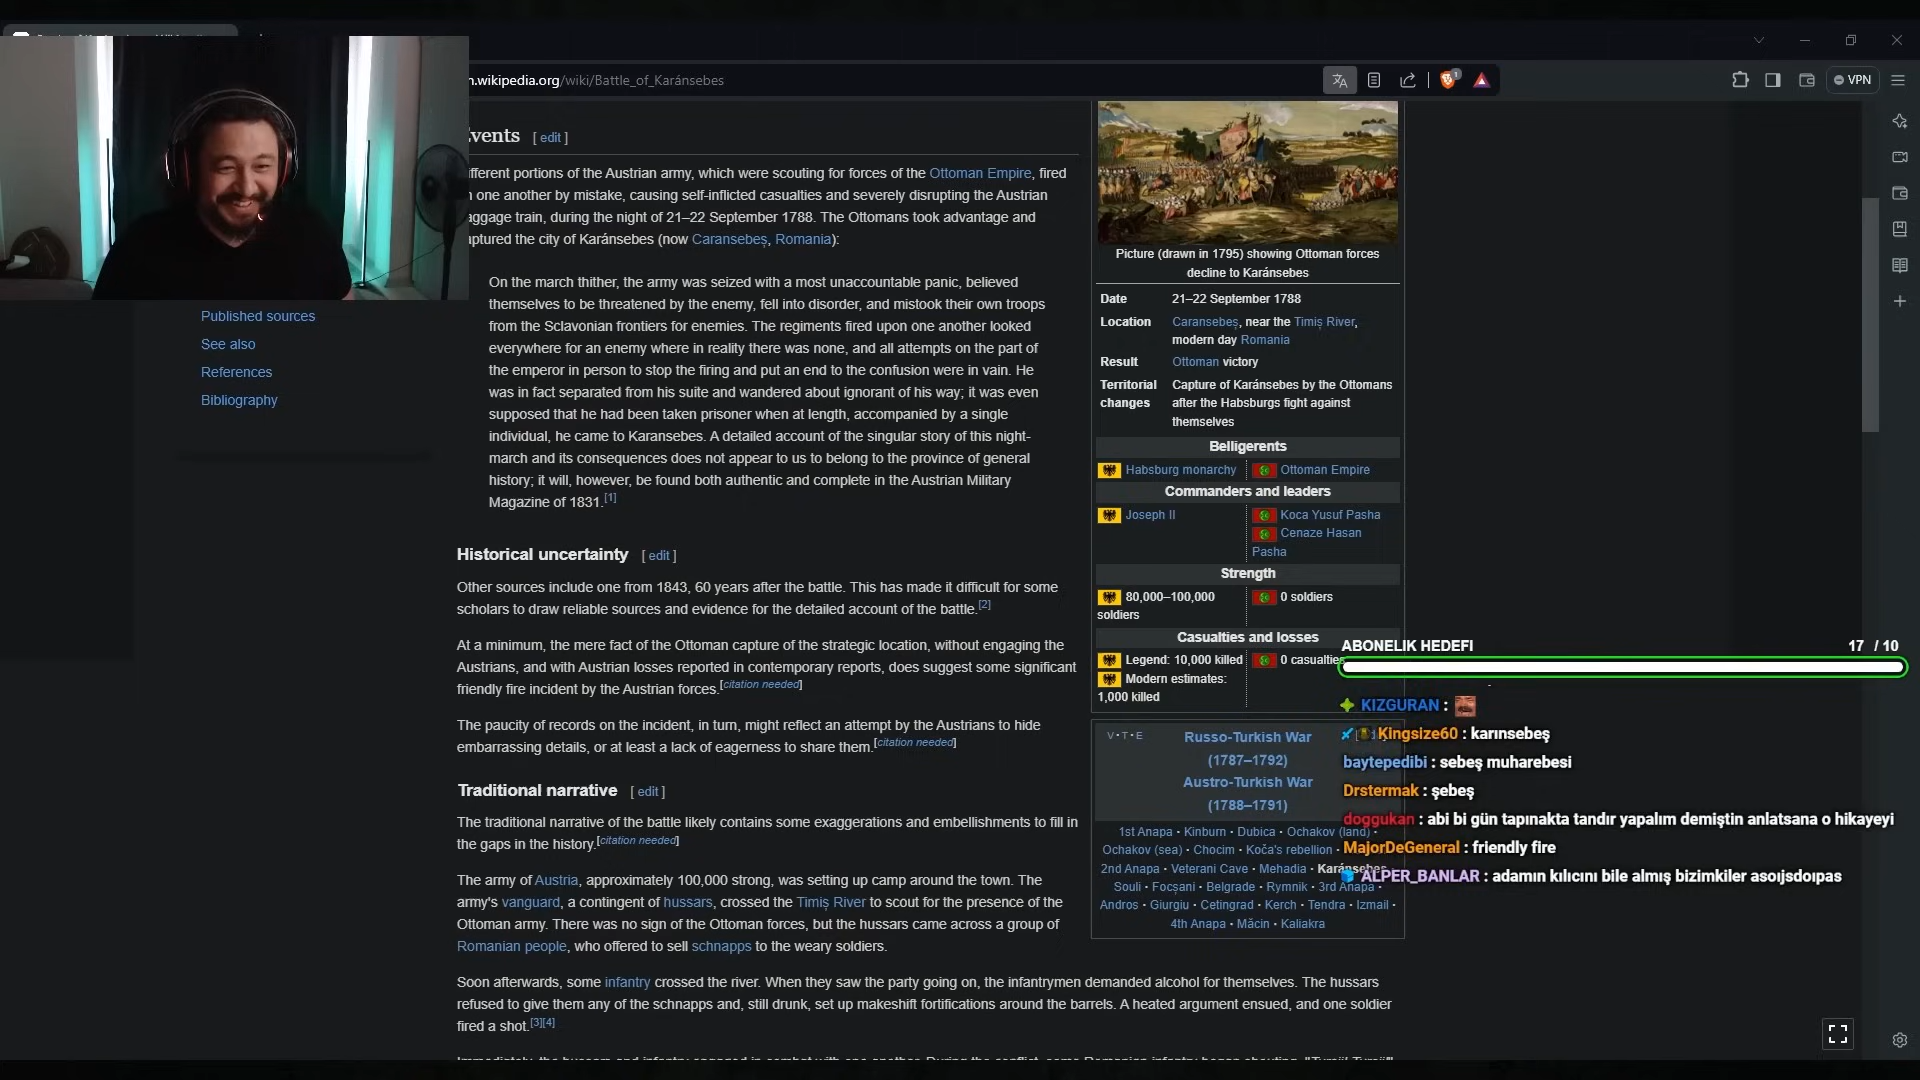 n.wikipedia.org/wiki/Battle_of_Karánsebes
VPN
Events [ edit ]
ifferent portions of the Austrian army, which were scouting for forces of the Ottoman Empire, fired
n one another by mistake, causing self-inflicted casualties and severely disrupting the Austrian
aggage train, during the night of 21–22 September 1788. The Ottomans took advantage and
aptured the city of Karánsebes (now Caransebeș, Romania):
On the march thither, the army was seized with a most unaccountable panic, believed
themselves to be threatened by the enemy, fell into disorder, and mistook their own troops
from the Sclavonian frontiers for enemies. The regiments fired upon one another looked
everywhere for an enemy where in reality there was none, and all attempts on the part of
the emperor in person to stop the firing and put an end to the confusion were in vain. He
was in fact separated from his suite and wandered about ignorant of his way; it was even
supposed that he had been taken prisoner when at length, accompanied by a single
individual, he came to Karansebes. A detailed account of the singular story of this night-
march and its consequences does not appear to us to belong to the province of general
history; it will, however, be found both authentic and complete in the Austrian Military
Magazine of 1831.[1]
Published sources
See also
References
Bibliography
Historical uncertainty [ edit ]
Other sources include one from 1843, 60 years after the battle. This has made it difficult for some
scholars to draw reliable sources and evidence for the detailed account of the battle.[2]
At a minimum, the mere fact of the Ottoman capture of the strategic location, without engaging the
Austrians, and with Austrian losses reported in contemporary reports, does suggest some significant
friendly fire incident by the Austrian forces.[citation needed]
The paucity of records on the incident, in turn, might reflect an attempt by the Austrians to hide
embarrassing details, or at least a lack of eagerness to share them.[citation needed]
Traditional narrative [ edit ]
The traditional narrative of the battle likely contains some exaggerations and embellishments to fill in
the gaps in the history.[citation needed]
The army of Austria, approximately 100,000 strong, was setting up camp around the town. The
army's vanguard, a contingent of hussars, crossed the Timiș River to scout for the presence of the
Ottoman army. There was no sign of the Ottoman forces, but the hussars came across a group of
Romanian people, who offered to sell schnapps to the weary soldiers.
Soon afterwards, some infantry crossed the river. When they saw the party going on, the infantrymen demanded alcohol for themselves. The hussars
refused to give them any of the schnapps and, still drunk, set up makeshift fortifications around the barrels. A heated argument ensued, and one soldier
fired a shot.[3][4]
Picture (drawn in 1795) showing Ottoman forces
decline to Karánsebes
Date 21–22 September 1788
Location Caransebeș, near the Timiș River,
modern day Romania
Result Ottoman victory
Territorial Capture of Karánsebes by the Ottomans
changes after the Habsburgs fight against
themselves
Belligerents
Habsburg monarchy Ottoman Empire
Commanders and leaders
Joseph II Koca Yusuf Pasha
Cenaze Hasan
Pasha
Strength
80,000–100,000 0 soldiers
soldiers
Casualties and losses
Legend: 10,000 killed 0 casualties
Modern estimates:
1,000 killed
V · T · E Russo-Turkish War
(1787–1792)
Austro-Turkish War
(1788–1791)
1st Anapa · Kinburn · Dubica · Ochakov (land) ·
Ochakov (sea) · Chocim · Koča's rebellion ·
2nd Anapa · Veterani Cave · Mehadia · Karánsebes
Souli · Focșani · Belgrade · Rymnik · 3rd Anapa ·
Andros · Giurgiu · Cetingrad · Kerch · Tendra · Izmail ·
4th Anapa · Măcin · Kaliakra
ABONELIK HEDEFI 17 / 10
KIZGURAN :
Kingsize60 : karınsebeş
baytepedibi : sebeş muharebesi
Drstermak : şebeş
doggukan : abi bi gün tapınakta tandır yapalım demiştin anlatsana o hikayeyi
MajorDeGeneral : friendly fire
ALPER_BANLAR : adamın kılıcını bile almış bizimkiler asoıjsdoıpas